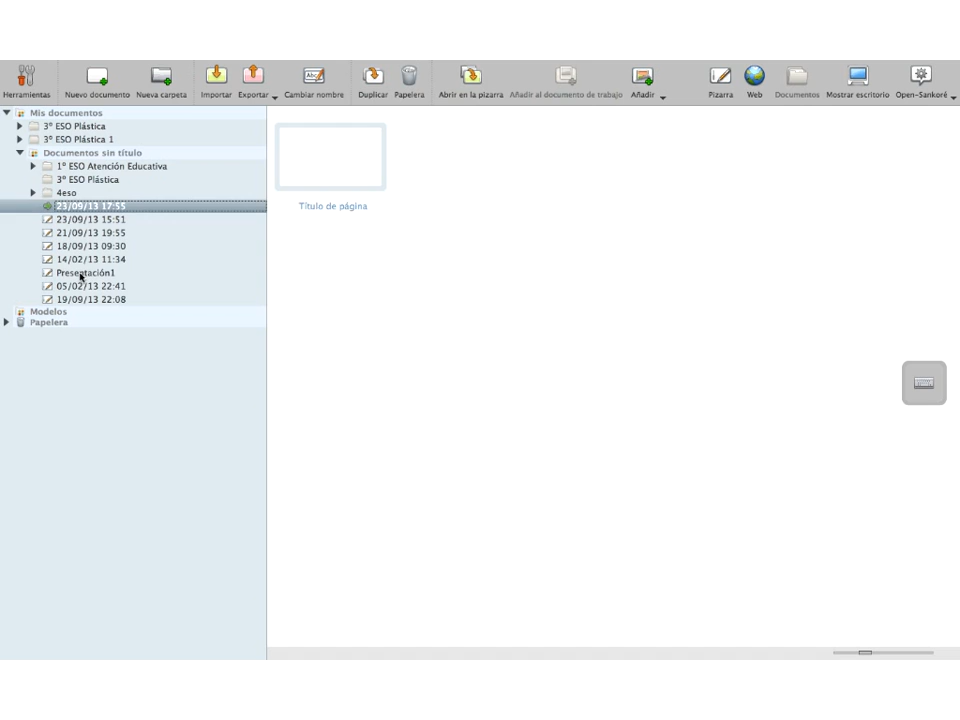 Herramientas Nuevo documento Nueva carpeta Importar Exportar Cambiar nombre Duplicar Papelera Abrir en la pizarra Añadir al documento de trabajo Añadir Pizarra Web Documentos Mostrar escritorio Open-Sankoré
Mis documentos
3º ESO Plástica
3º ESO Plástica 1
Documentos sin título
1º ESO Atención Educativa
3º ESO Plástica
4eso
23/09/13 17:55
23/09/13 15:51
21/09/13 19:55
18/09/13 09:30
14/02/13 11:34
Presentación1
05/02/13 22:41
19/09/13 22:08
Modelos
Papelera
Título de página